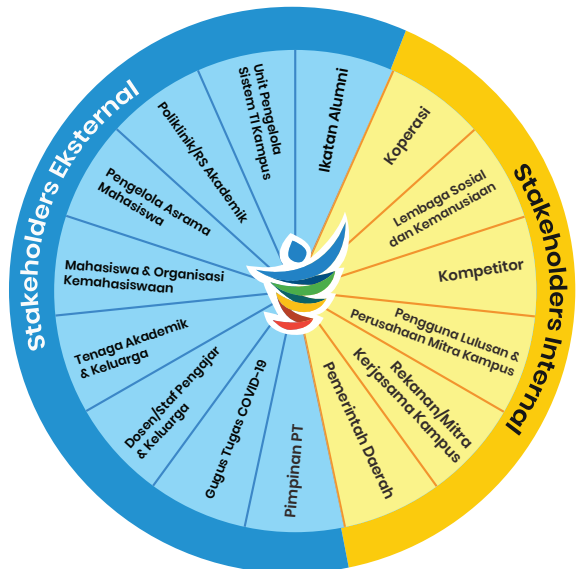 Stakeholders Eksternal
Ikatan Alumni
Unit Pengelola
Sistem TI Kampus
Poliklinik/RS Akademik
Pengelola Asrama
Mahasiswa
Mahasiswa & Organisasi
Kemahasiswaan
Tenaga Akademik
& Keluarga
Dosen/Staf Pengajar
& Keluarga
Gugus Tugas COVID-19
Pimpinan PT
Stakeholders Internal
Koperasi
Lembaga Sosial
dan Kemanusiaan
Kompetitor
Pengguna Lulusan &
Perusahaan Mitra Kampus
Rekanan/Mitra
Kerjasama Kampus
Pemerintah Daerah